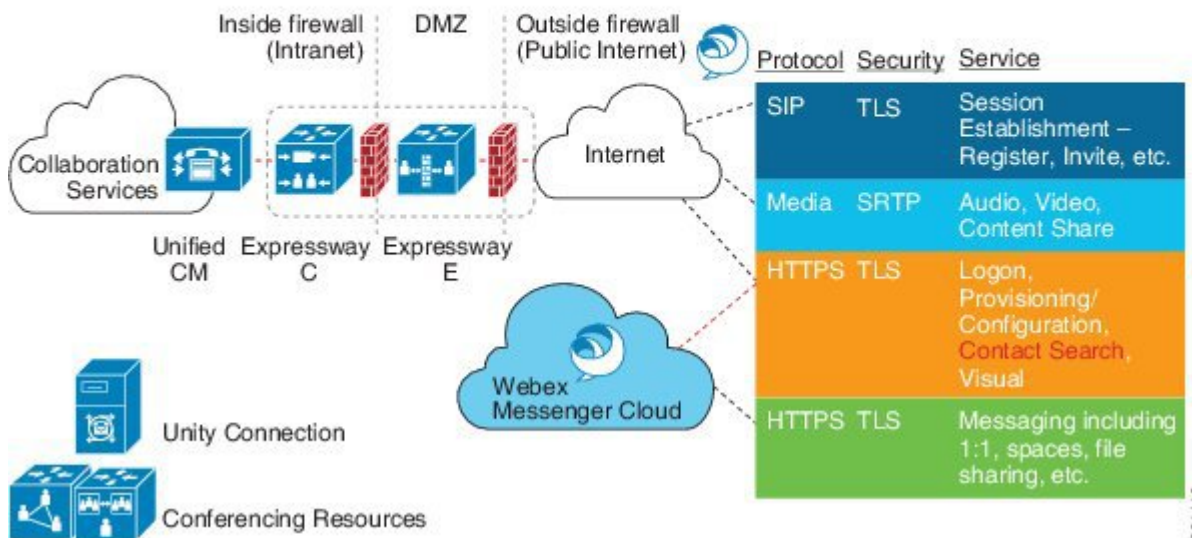 Inside firewall
(Intranet)
DMZ
Outside firewall
(Public Internet)
Protocol Security Service
Collaboration
Services
Internet
Unified
CM
Expressway
C
Expressway
E
SIP TLS Session
Establishment –
Register, Invite, etc.
Media SRTP Audio, Video,
Content Share
HTTPS TLS Logon,
Provisioning/
Configuration,
Contact Search,
Visual
HTTPS TLS Messaging including
1:1, spaces, file
sharing, etc.
Webex
Messenger Cloud
Unity Connection
Conferencing Resources